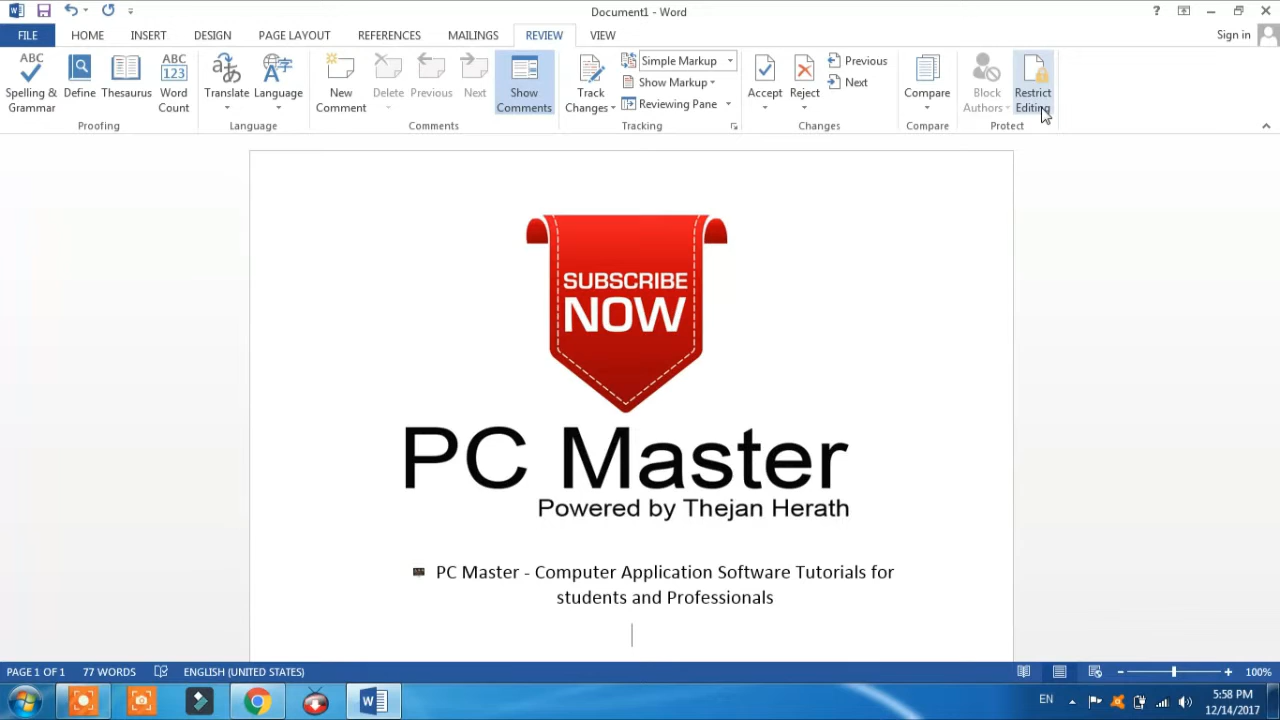 Document1 - Word
?
FILE HOME INSERT DESIGN PAGE LAYOUT REFERENCES MAILINGS REVIEW VIEW Sign in
ABC Spelling & Grammar
Define
Thesaurus
ABC 123 Word Count
Proofing
Translate
Language
Language
New Comment
Delete
Previous
Next
Show Comments
Comments
Track Changes
Simple Markup
Show Markup
Reviewing Pane
Tracking
Accept
Reject
Previous
Next
Changes
Compare
Compare
Block Authors
Restrict Editing
Protect
SUBSCRIBE
NOW
PC Master
Powered by Thejan Herath
PC Master - Computer Application Software Tutorials for
students and Professionals
PAGE 1 OF 1 77 WORDS ENGLISH (UNITED STATES) 100%
EN
5:58 PM
12/14/2017